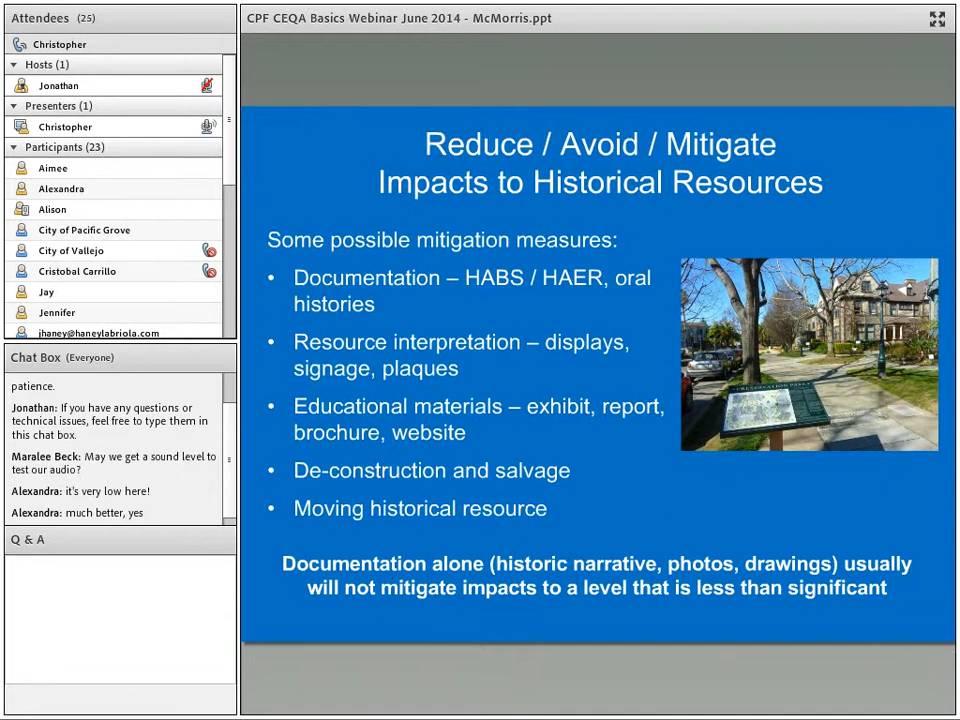 Attendees (25)
Christopher
Hosts (1)
Jonathan
Presenters (1)
Christopher
Participants (23)
Aimee
Alexandra
Alison
City of Pacific Grove
City of Vallejo
Cristobal Carrillo
Jay
Jennifer
jhaney@haneylabriola.com
Chat Box (Everyone)
patience.
Jonathan: If you have any questions or
technical issues, feel free to type them in
this chat box.
Maralee Beck: May we get a sound level to
test our audio?
Alexandra: it's very low here!
Alexandra: much better, yes
Q & A
CPF CEQA Basics Webinar June 2014 - McMorris.ppt
Reduce / Avoid / Mitigate
Impacts to Historical Resources
Some possible mitigation measures:
• Documentation – HABS / HAER, oral
histories
• Resource interpretation – displays,
signage, plaques
• Educational materials – exhibit, report,
brochure, website
• De-construction and salvage
• Moving historical resource
PRESERVATION PARK
Documentation alone (historic narrative, photos, drawings) usually
will not mitigate impacts to a level that is less than significant